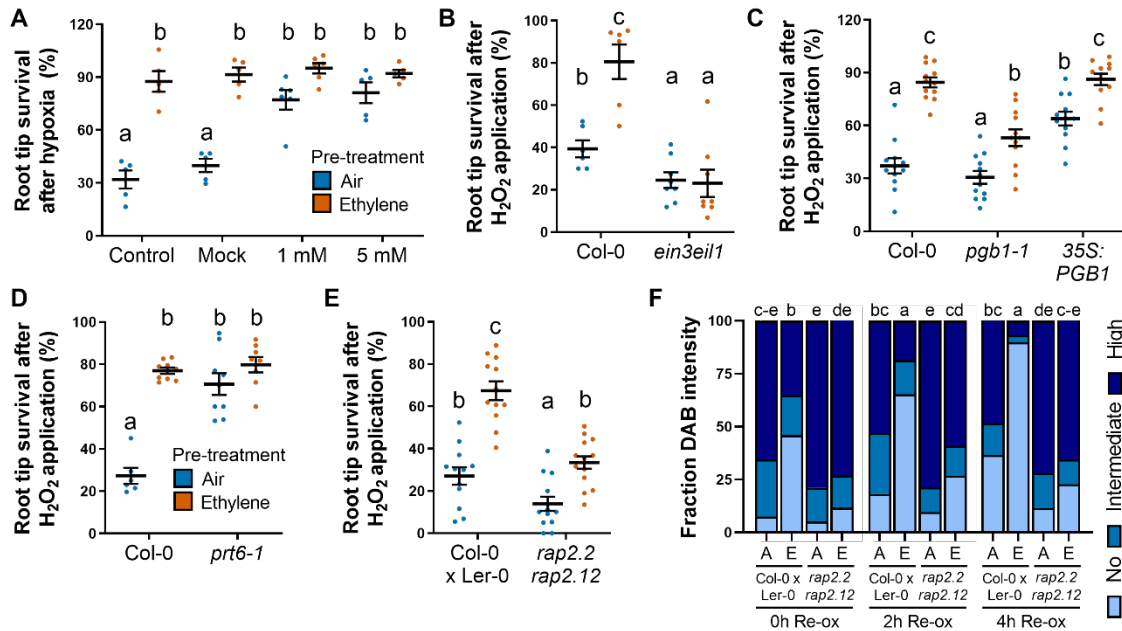 A
Root tip survival
after hypoxia (%)
120
90
60
30
0
b
b
b
b
b
b
a
a
Pre-treatment
Air
Ethylene
Control
Mock
1 mM
5 mM
B
Root tip survival after
H₂O₂ application (%)
100
80
60
40
20
0
b
c
a
a
Col-0
ein3eil1
C
Root tip survival after
H₂O₂ application (%)
120
90
60
30
0
a
c
a
b
b
c
Col-0
pgb1-1
35S:
PGB1
D
Root tip survival after
H₂O₂ application (%)
100
80
60
40
20
0
a
b
b
b
Pre-treatment
Air
Ethylene
Col-0
prt6-1
E
Root tip survival after
H₂O₂ application (%)
100
80
60
40
20
0
b
c
a
b
Col-0
x Ler-0
rap2.2
rap2.12
F
Fraction DAB intensity
100
75
50
25
0
c-e b e de
bc a e cd
bc a de c-e
A E A E
A E A E
A E A E
Col-0 x
Ler-0
rap2.2
rap2.12
Col-0 x
Ler-0
rap2.2
rap2.12
Col-0 x
Ler-0
rap2.2
rap2.12
0h Re-ox
2h Re-ox
4h Re-ox
No
Intermediate
High